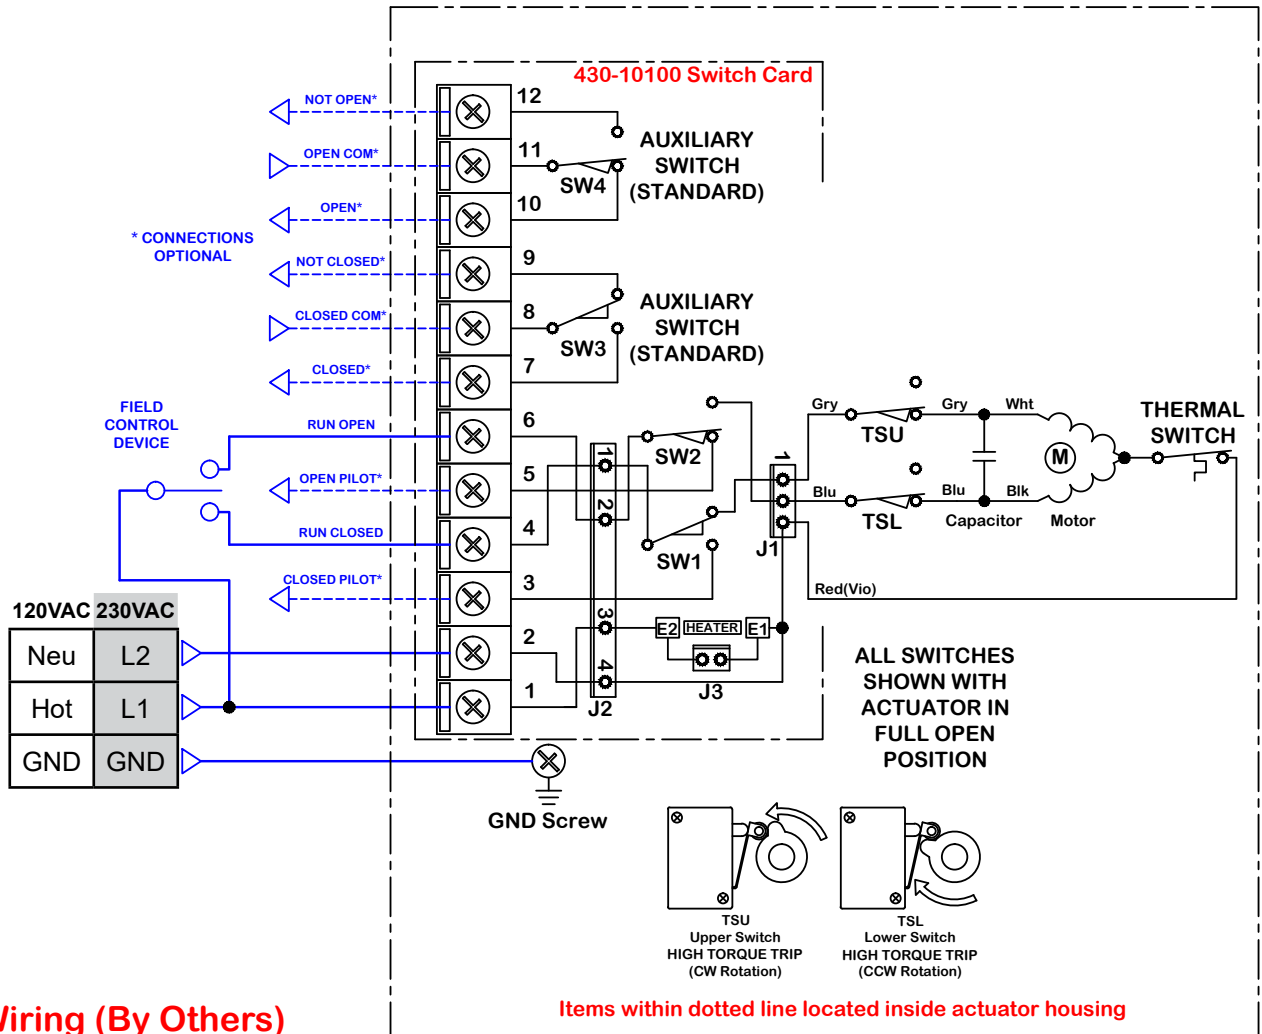 430-10100 Switch Card
NOT OPEN*
12
OPEN COM*
11
SW4
AUXILIARY
SWITCH
(STANDARD)
OPEN*
10
* CONNECTIONS
OPTIONAL
NOT CLOSED*
9
CLOSED COM*
8
SW3
AUXILIARY
SWITCH
(STANDARD)
CLOSED*
7
FIELD
CONTROL
DEVICE
RUN OPEN
6
OPEN PILOT*
5
RUN CLOSED
4
CLOSED PILOT*
3
2
1
1
2
3
4
J2
SW2
SW1
E2
HEATER
E1
J3
1
J1
Gry
TSU
Gry
Wht
Blu
TSL
Blu
Blk
Capacitor
Motor
M
THERMAL
SWITCH
Red(Vio)
120VAC 230VAC
Neu L2
Hot L1
GND GND
GND Screw
ALL SWITCHES
SHOWN WITH
ACTUATOR IN
FULL OPEN
POSITION
TSU
Upper Switch
HIGH TORQUE TRIP
(CW Rotation)
TSL
Lower Switch
HIGH TORQUE TRIP
(CCW Rotation)
Items within dotted line located inside actuator housing
Wiring (By Others)